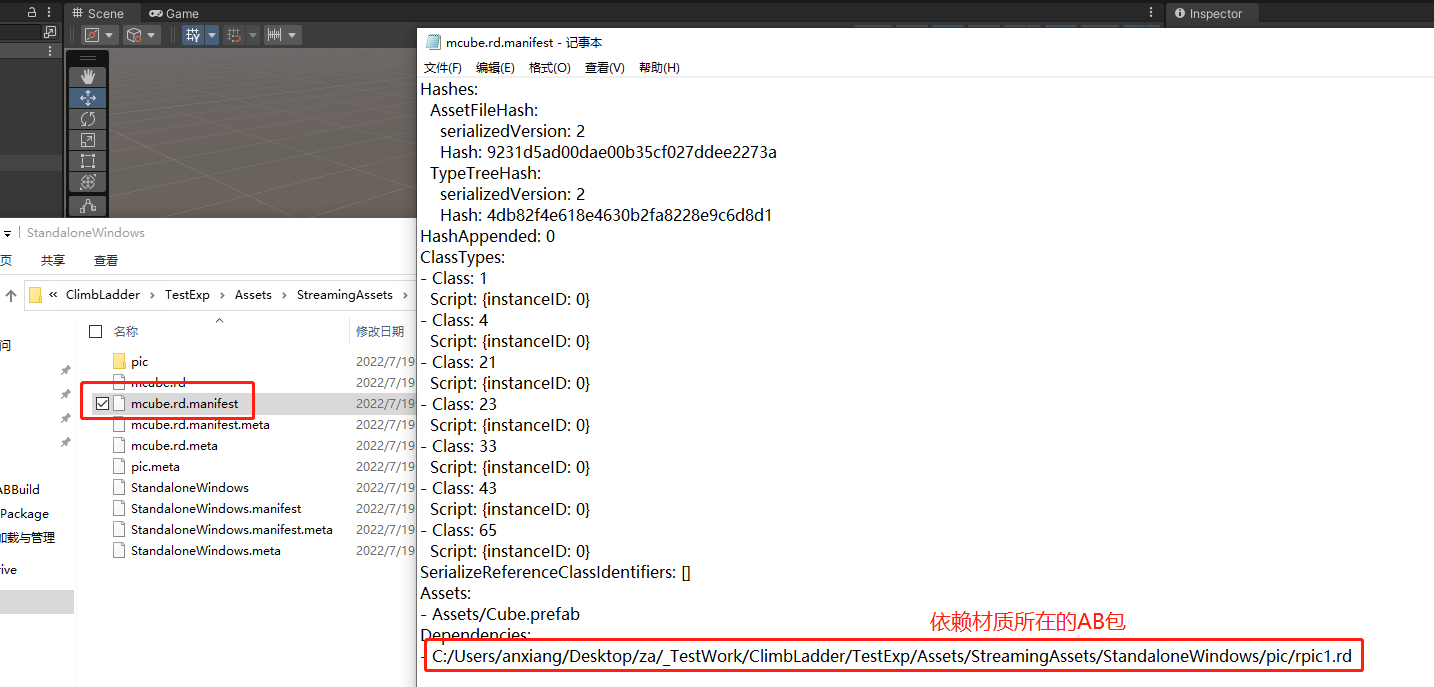 Scene
Game
Inspector
mcube.rd.manifest - 记事本
文件(F) 编辑(E) 格式(O) 查看(V) 帮助(H)
Hashes:
AssetFileHash:
serializedVersion: 2
Hash: 9231d5ad00dae00b35cf027ddee2273a
TypeTreeHash:
serializedVersion: 2
Hash: 4db82f4e618e4630b2fa8228e9c6d8d1
HashAppended: 0
ClassTypes:
- Class: 1
Script: {instanceID: 0}
- Class: 4
Script: {instanceID: 0}
- Class: 21
Script: {instanceID: 0}
- Class: 23
Script: {instanceID: 0}
- Class: 33
Script: {instanceID: 0}
- Class: 43
Script: {instanceID: 0}
- Class: 65
Script: {instanceID: 0}
SerializeReferenceClassIdentifiers: []
Assets:
- Assets/Cube.prefab
Dependencies:
- C:/Users/anxiang/Desktop/za/_TestWork/ClimbLadder/TestExp/Assets/StreamingAssets/StandaloneWindows/pic/rpic1.rd
依赖材质所在的AB包
StandaloneWindows
页 共享 查看
« ClimbLadder › TestExp › Assets › StreamingAssets ›
名称 修改日期
pic 2022/7/19
mcube.rd 2022/7/19
mcube.rd.manifest 2022/7/19
mcube.rd.manifest.meta 2022/7/19
mcube.rd.meta 2022/7/19
pic.meta 2022/7/19
StandaloneWindows 2022/7/19
StandaloneWindows.manifest 2022/7/19
StandaloneWindows.manifest.meta 2022/7/19
StandaloneWindows.meta 2022/7/19
问
ABBuild
Package
加载与管理
ive